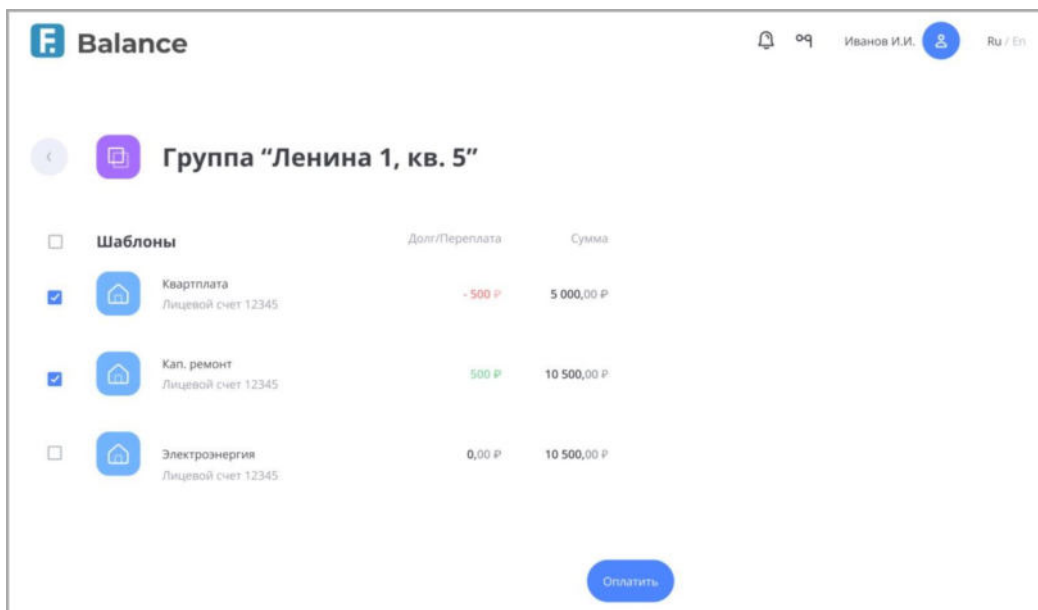 F. Balance
Иванов И.И.
Ru / En
Группа “Ленина 1, кв. 5”
Шаблоны Долг/Переплата Сумма
Квартплата
Лицевой счет 12345
- 500 ₽ 5 000,00 ₽
Кап. ремонт
Лицевой счет 12345
500 ₽ 10 500,00 ₽
Электроэнергия
Лицевой счет 12345
0,00 ₽ 10 500,00 ₽
Оплатить